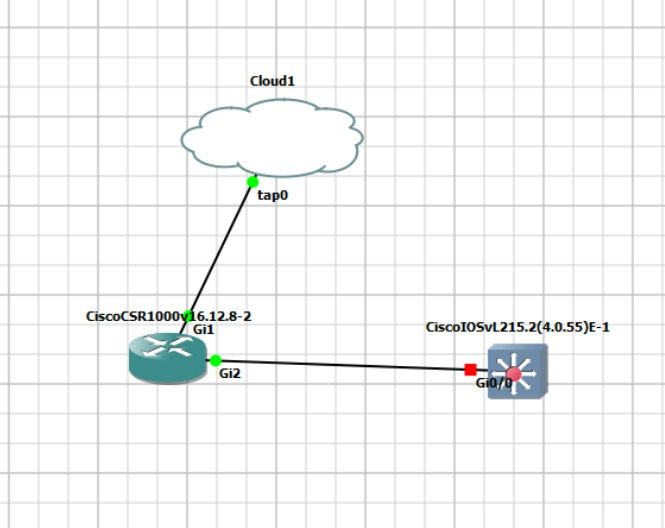 Cloud1
tap0
CiscoCSR1000v16.12.8-2
Gi1
CiscoIOSvL215.2(4.0.55)E-1
Gi2
Gi0/0